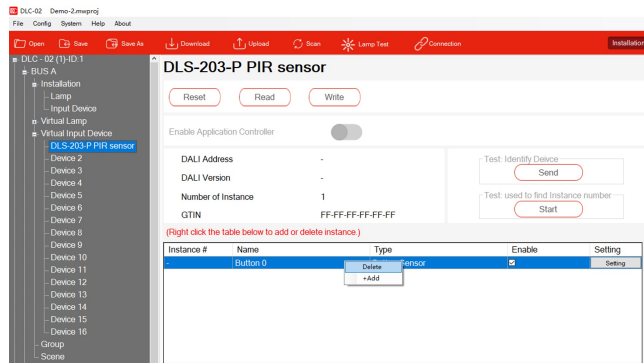 DLC-02 Demo-2.mwproj
File Config System Help About
Open Save Save As Download Upload Scan Lamp Test Connection Installation
DLC - 02 (1)-ID:1
BUS A
Installation
Lamp
Input Device
Virtual Lamp
Virtual Input Device
DLS-203-P PIR sensor
Device 2
Device 3
Device 4
Device 5
Device 6
Device 7
Device 8
Device 9
Device 10
Device 11
Device 12
Device 13
Device 14
Device 15
Device 16
Group
Scene
DLS-203-P PIR sensor
Reset Read Write
Enable Application Controller
DALI Address -
DALI Version -
Number of Instance 1
GTIN FF-FF-FF-FF-FF-FF
Test: Identify Deivce
Send
Test: used to find Instance number
Start
(Right click the table below to add or delete instance.)
Instance # Name Type Enable Setting
- Button 0 Sensor Setting
Delete
+Add